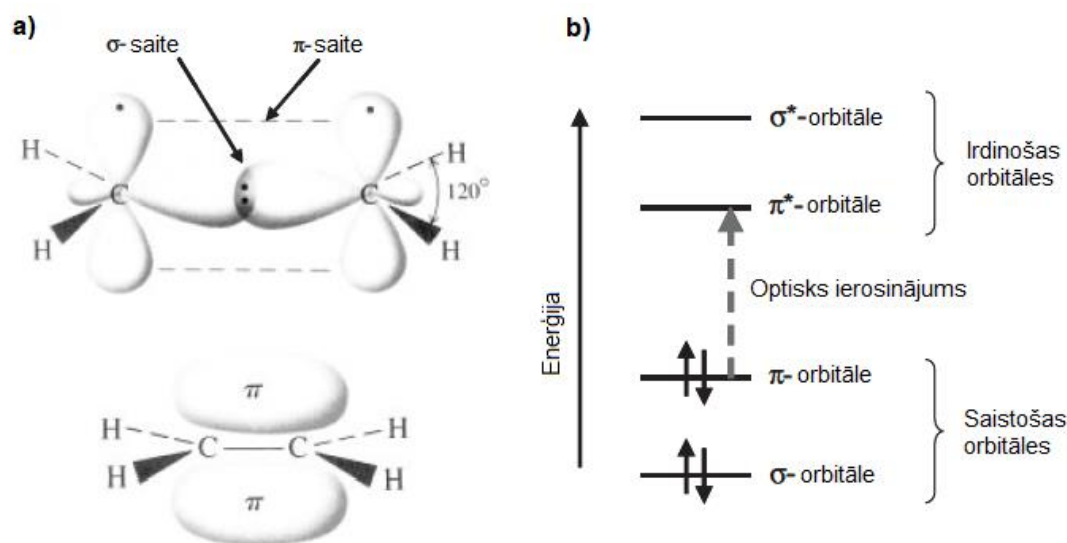 a)
σ- saite
π- saite
H
H
C
C
120°
H
H
π
H
H
C
C
H
H
π
b)
σ*-orbitāle
Irdinošas
orbitāles
π*-orbitāle
Optisks ierosinājums
Enerģija
π- orbitāle
Saistošas
orbitāles
σ- orbitāle